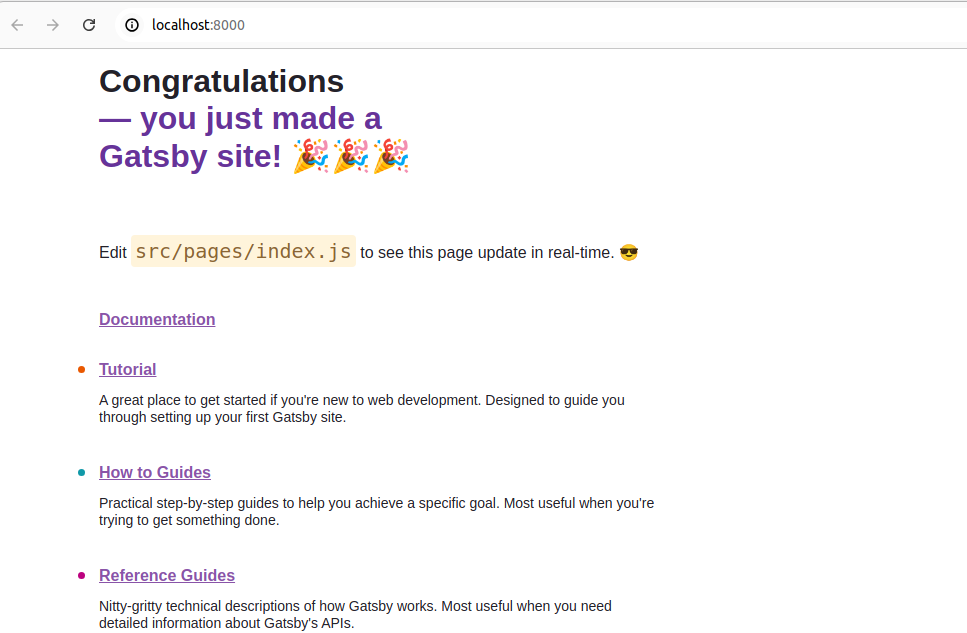 localhost:8000
Congratulations
— you just made a
Gatsby site! 🎉🎉🎉
Edit src/pages/index.js to see this page update in real-time. 😎
Documentation
Tutorial
A great place to get started if you're new to web development. Designed to guide you
through setting up your first Gatsby site.
How to Guides
Practical step-by-step guides to help you achieve a specific goal. Most useful when you're
trying to get something done.
Reference Guides
Nitty-gritty technical descriptions of how Gatsby works. Most useful when you need
detailed information about Gatsby's APIs.